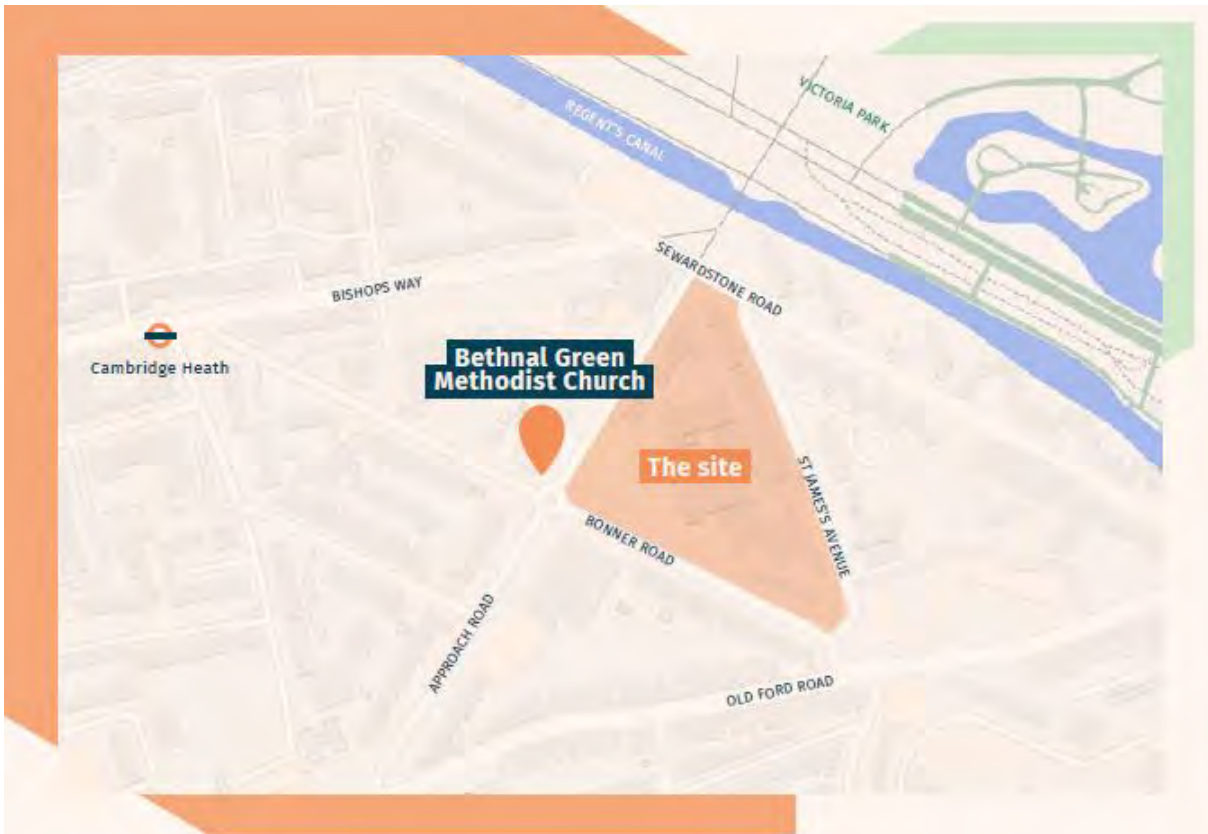 VICTORIA PARK
REGENT'S CANAL
SEWARDSTONE ROAD
BISHOPS WAY
Cambridge Heath
Bethnal Green
Methodist Church
The site
ST JAMES'S AVENUE
BONNER ROAD
APPROACH ROAD
OLD FORD ROAD